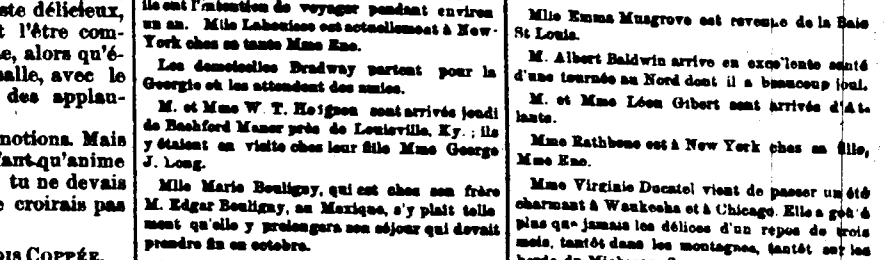 ste délicieux,
t l'être com-
e, alors qu'é-
salle, avec le
des applau-
motions. Mais
'ant qu'anime
tu ne devais
e croirais pas
OIS COPPÉE.
ils ont l'intention de voyager pendant environ
un an. Mlle Labouisse est actuellement à New-
York chez sa tante Mme Eno.
Les demoiselles Bradway partent pour la
Georgie où les attendent des amies.
M. et Mme W. T. sont arrivés jeudi
de Bashford Manor près de Louisville, Ky. ; ils
y étaient en visite chez leur fille Mme George
J. Long.
Mlle Marie Bouligny, qui est chez son frère
M. Edgar Bouligny, au Mexique, s'y plait telle
ment qu'elle y prolongera son séjour qui devait
prendre fin en octobre.
Mlle Emma Musgrove est revenue de la Baie
St Louis.
M. Albert Baldwin arrive en excellente santé
d'une tournée au Nord dont il a beaucoup joui.
M. et Mme Léon Gibert sont arrivés d'At
lanta.
Mme Rathbone est à New York chez sa fille,
Mme Eno.
Mme Virginie Ducatel vient de passer un été
charmant à Waukesha et à Chicago. Elle a goûté
plus que jamais les délices d'un repos de trois
mois, tantôt dans les montagnes, tantôt sur les
bords du